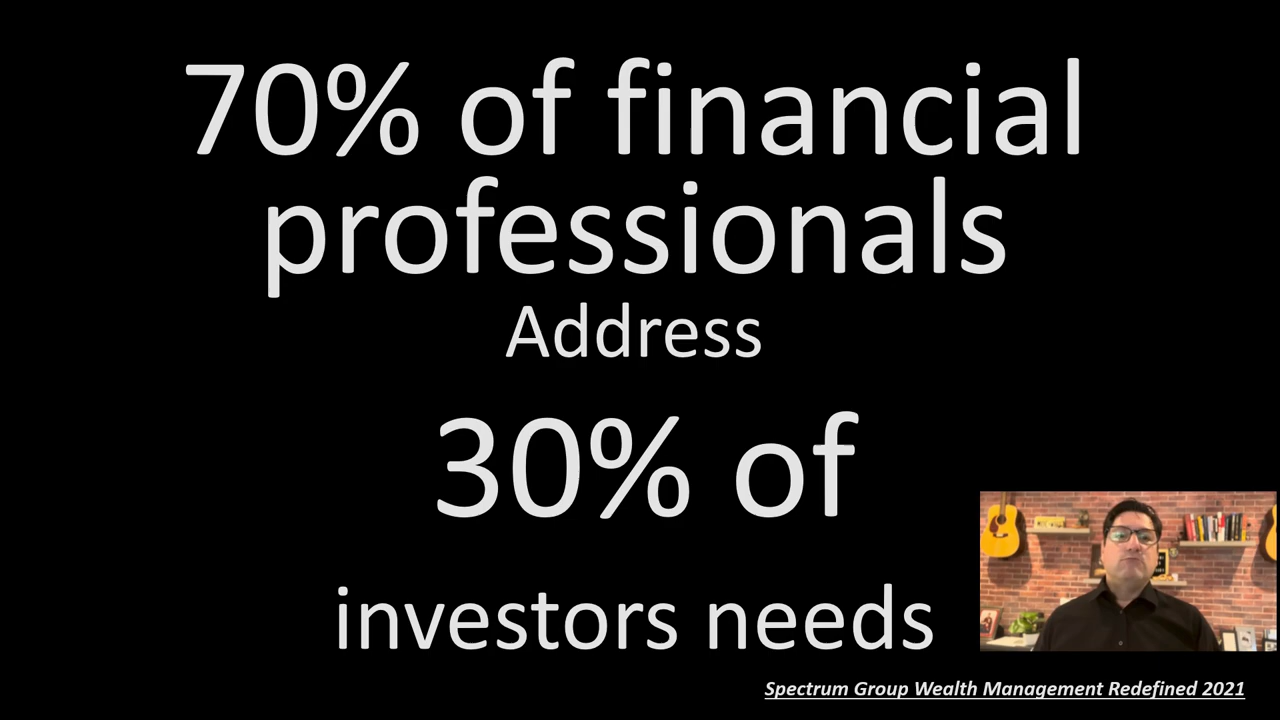 70% of financial
professionals
Address
30% of
investors needs
Spectrum Group Wealth Management Redefined 2021